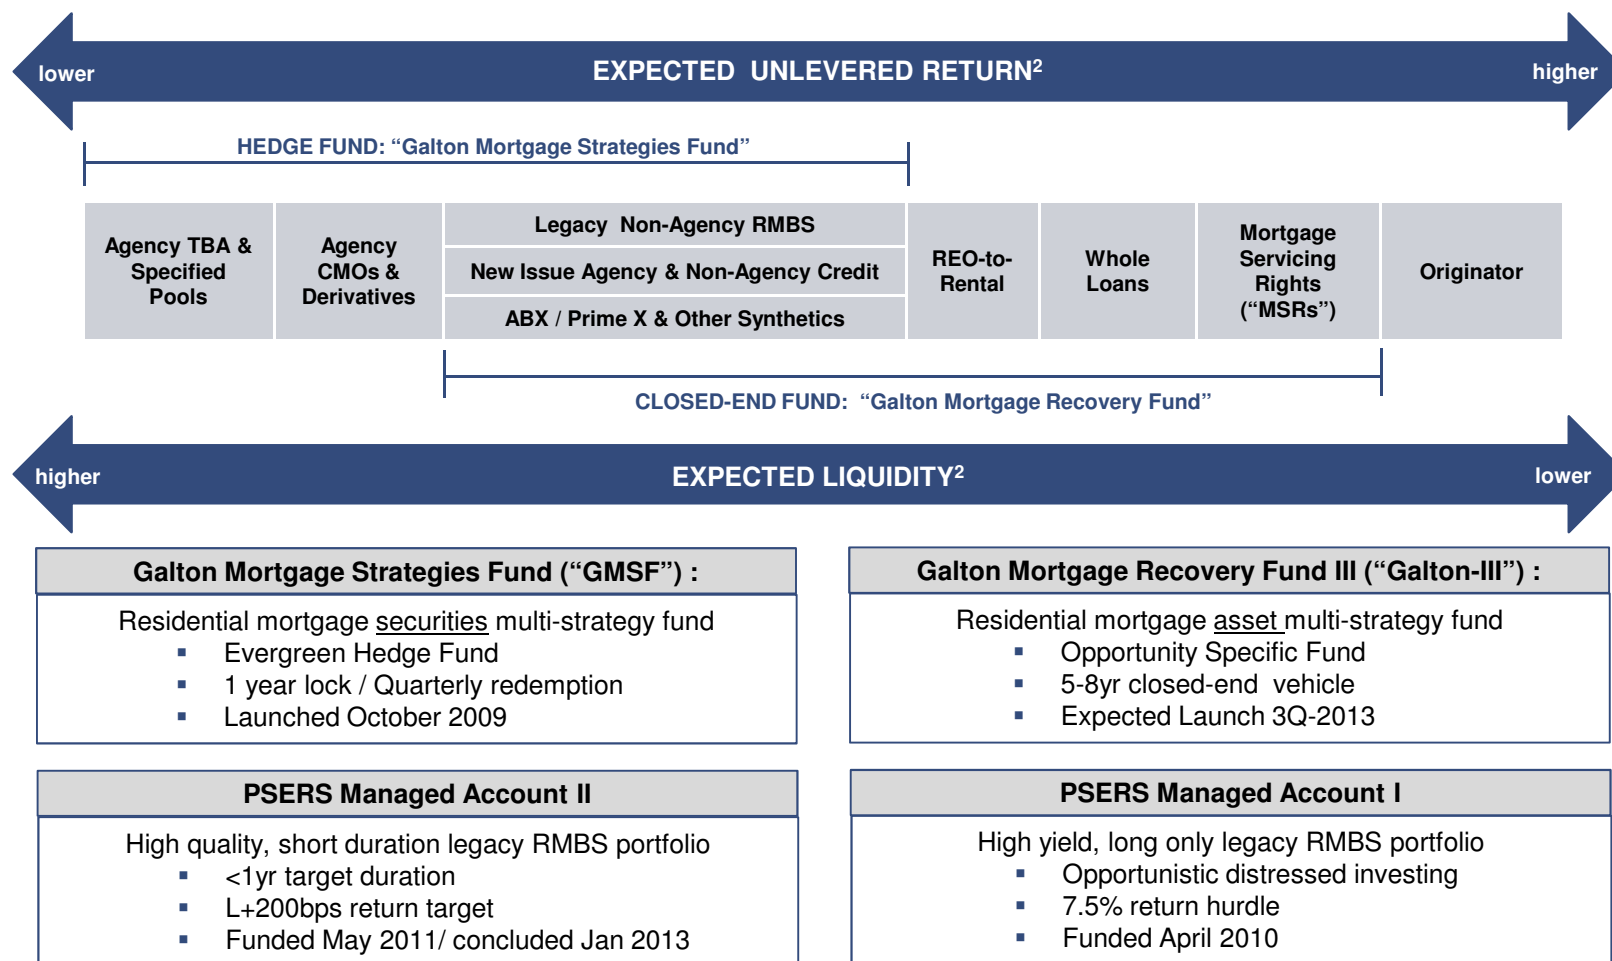 EXPECTED UNLEVERED RETURN2
lower
higher
HEDGE FUND: “Galton Mortgage Strategies Fund”
Agency TBA &
Specified
Pools
Agency
CMOs &
Derivatives
Legacy Non-Agency RMBS
New Issue Agency & Non-Agency Credit
ABX / Prime X & Other Synthetics
REO-to-
Rental
Whole
Loans
Mortgage
Servicing
Rights
(“MSRs”)
Originator
CLOSED-END FUND: “Galton Mortgage Recovery Fund”
higher
EXPECTED LIQUIDITY2
lower
Galton Mortgage Strategies Fund (“GMSF”) :
Residential mortgage securities multi-strategy fund
▪ Evergreen Hedge Fund
▪ 1 year lock / Quarterly redemption
▪ Launched October 2009
Galton Mortgage Recovery Fund III (“Galton-III”) :
Residential mortgage asset multi-strategy fund
▪ Opportunity Specific Fund
▪ 5-8yr closed-end vehicle
▪ Expected Launch 3Q-2013
PSERS Managed Account II
High quality, short duration legacy RMBS portfolio
▪ <1yr target duration
▪ L+200bps return target
▪ Funded May 2011/ concluded Jan 2013
PSERS Managed Account I
High yield, long only legacy RMBS portfolio
▪ Opportunistic distressed investing
▪ 7.5% return hurdle
▪ Funded April 2010